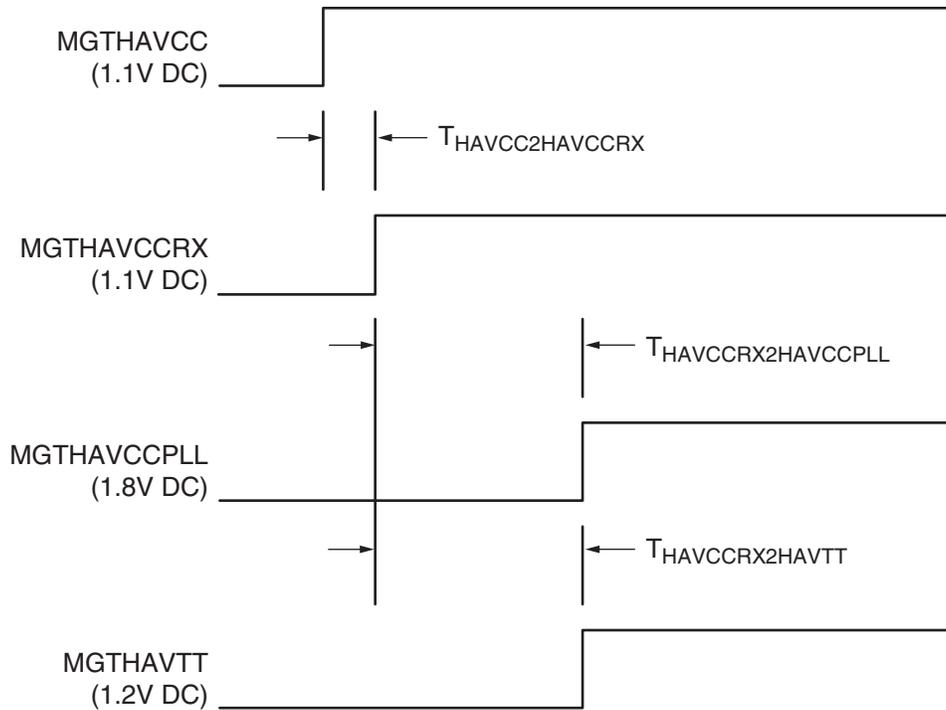 MGTHAVCC
(1.1V DC)
THAVCC2HAVCCRX
MGTHAVCCRX
(1.1V DC)
THAVCCRX2HAVCCPLL
MGTHAVCCPLL
(1.8V DC)
THAVCCRX2HAVTT
MGTHAVTT
(1.2V DC)